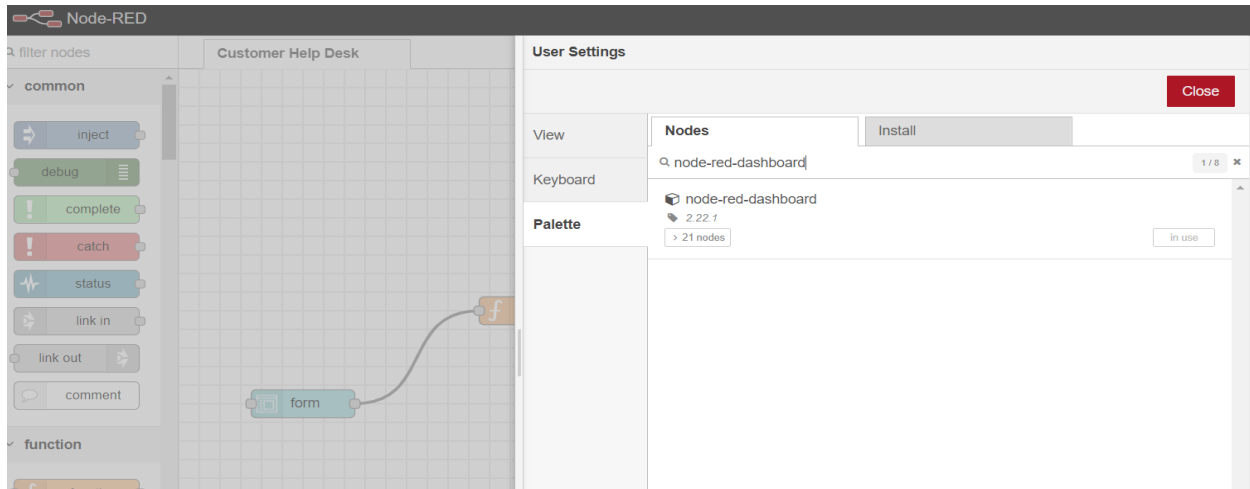 Node-RED
filter nodes
Customer Help Desk
User Settings
common
Close
inject
View
Nodes
Install
node-red-dashboard
1 / 8
debug
Keyboard
node-red-dashboard
2.22.1
complete
Palette
21 nodes
in use
catch
status
link in
link out
comment
form
function